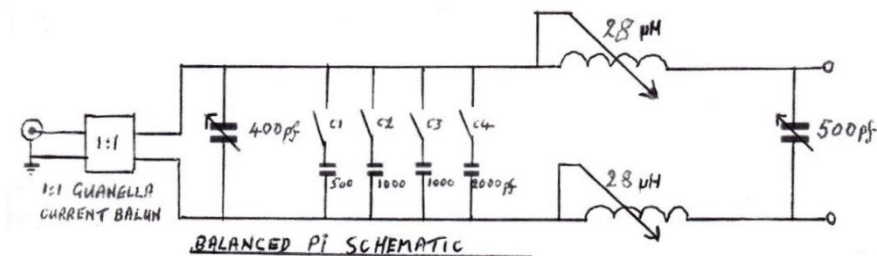 28 µH
1:1
400pf
C1
C2
C3
C4
500
1000
1000
2000pf
500pf
28 µH
1:1 GUANELLA
CURRENT BALUN
BALANCED Pi SCHEMATIC